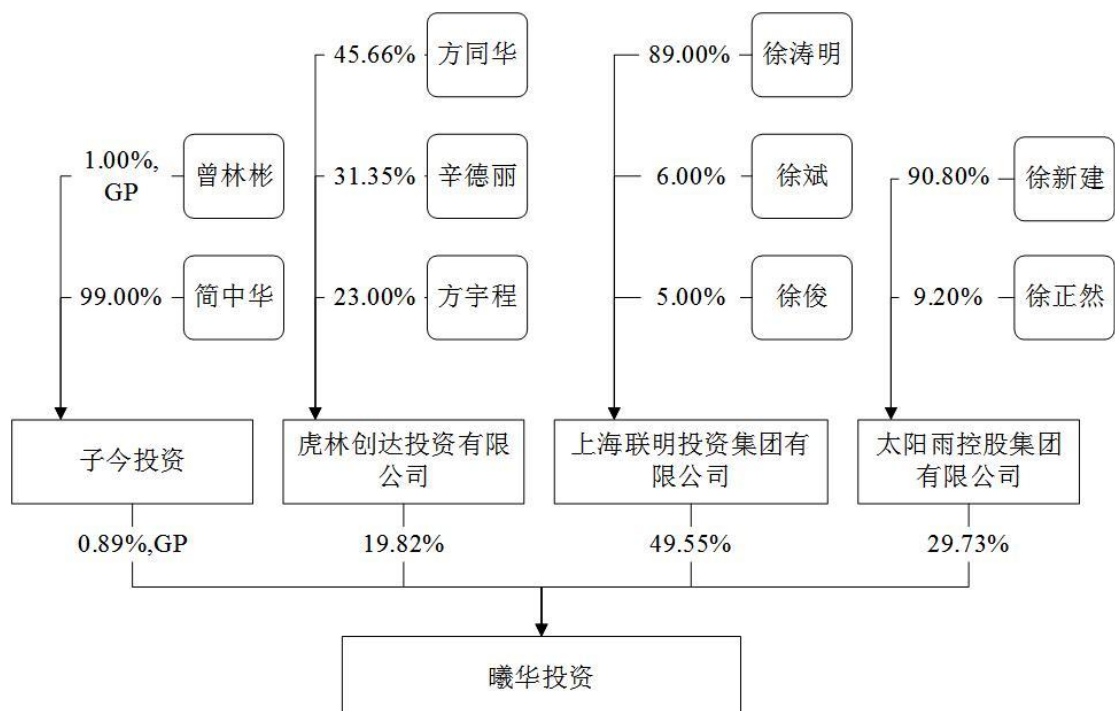 45.66%
方同华
89.00%
徐涛明
1.00%,
GP
曾林彬
31.35%
辛德丽
6.00%
徐斌
90.80%
徐新建
99.00%
简中华
23.00%
方宇程
5.00%
徐俊
9.20%
徐正然
子今投资
虎林创达投资有限
公司
上海联明投资集团有
限公司
太阳雨控股集团
有限公司
0.89%,GP
19.82%
49.55%
29.73%
曦华投资